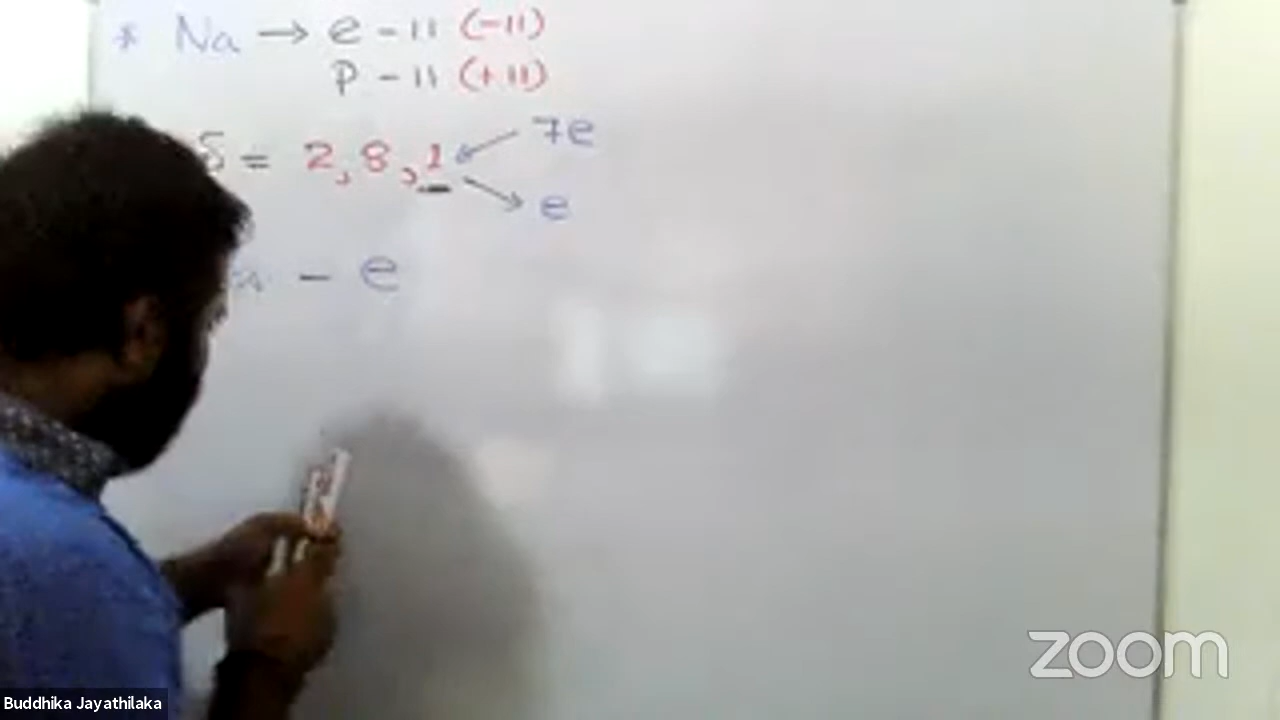 * Na → e - 11 (-11)
p - 11 (+11)
= 2, 8, 1 7e
e
- e
zoom
Buddhika Jayathilaka